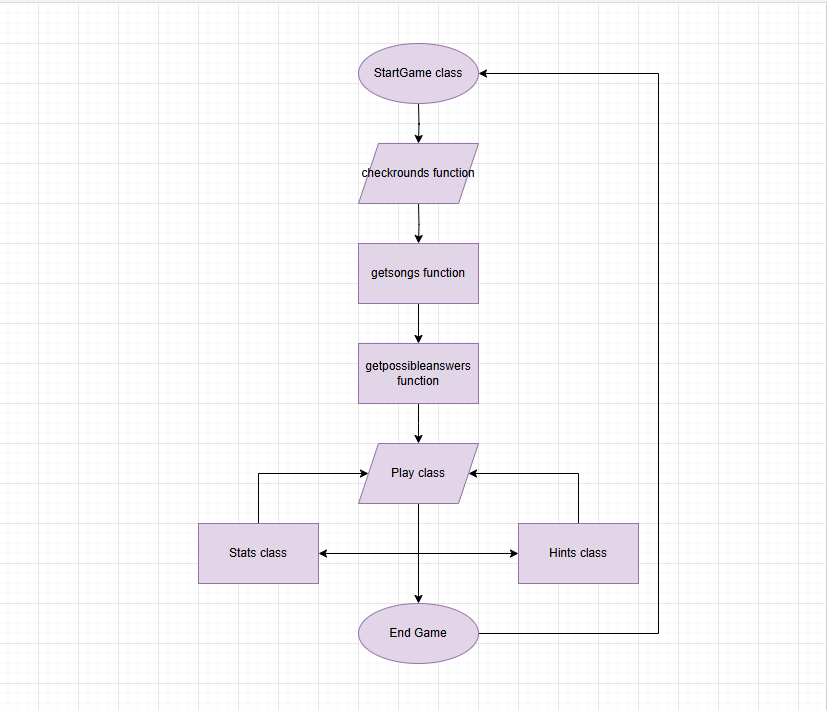 StartGame class
checkrounds function
getsongs function
getpossibleanswers
function
Play class
Stats class
Hints class
End Game